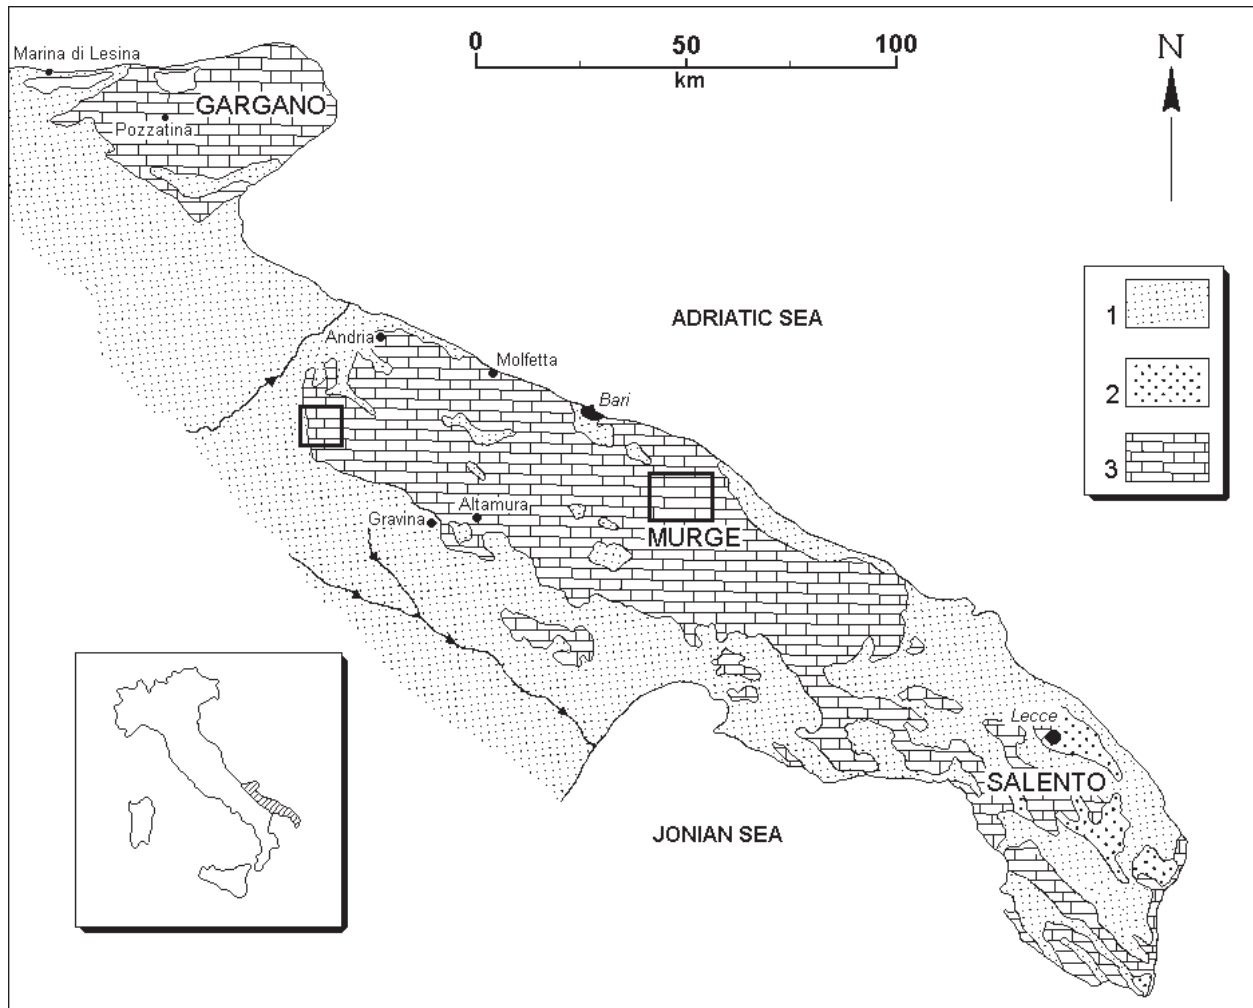 Marina di Lesina
0
50
100
km
N
GARGANO
Pozzatina
ADRIATIC SEA
1
2
3
Andria
Molfetta
Bari
Altamura
Gravina
MURGE
Lecce
SALENTO
JONIAN SEA